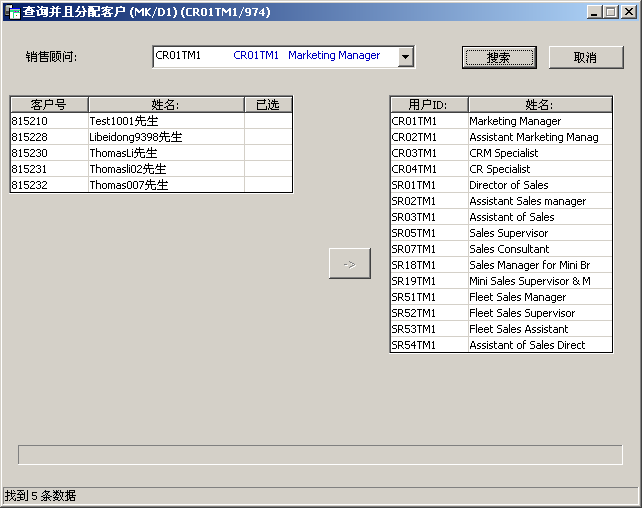 查询并且分配客户 (MK/D1) (CR01TM1/974)
销售顾问: CR01TM1 CR01TM1 Marketing Manager 搜索 取消
客户号 姓名: 已选
815210 Test1001先生
815228 Libeidong9398先生
815230 ThomasLi先生
815231 Thomasli02先生
815232 Thomas007先生
->
用户ID: 姓名:
CR01TM1 Marketing Manager
CR02TM1 Assistant Marketing Manag
CR03TM1 CRM Specialist
CR04TM1 CR Specialist
SR01TM1 Director of Sales
SR02TM1 Assistant Sales manager
SR03TM1 Assistant of Sales
SR05TM1 Sales Supervisor
SR07TM1 Sales Consultant
SR18TM1 Sales Manager for Mini Br
SR19TM1 Mini Sales Supervisor & M
SR51TM1 Fleet Sales Manager
SR52TM1 Fleet Sales Supervisor
SR53TM1 Fleet Sales Assistant
SR54TM1 Assistant of Sales Direct
找到 5 条数据